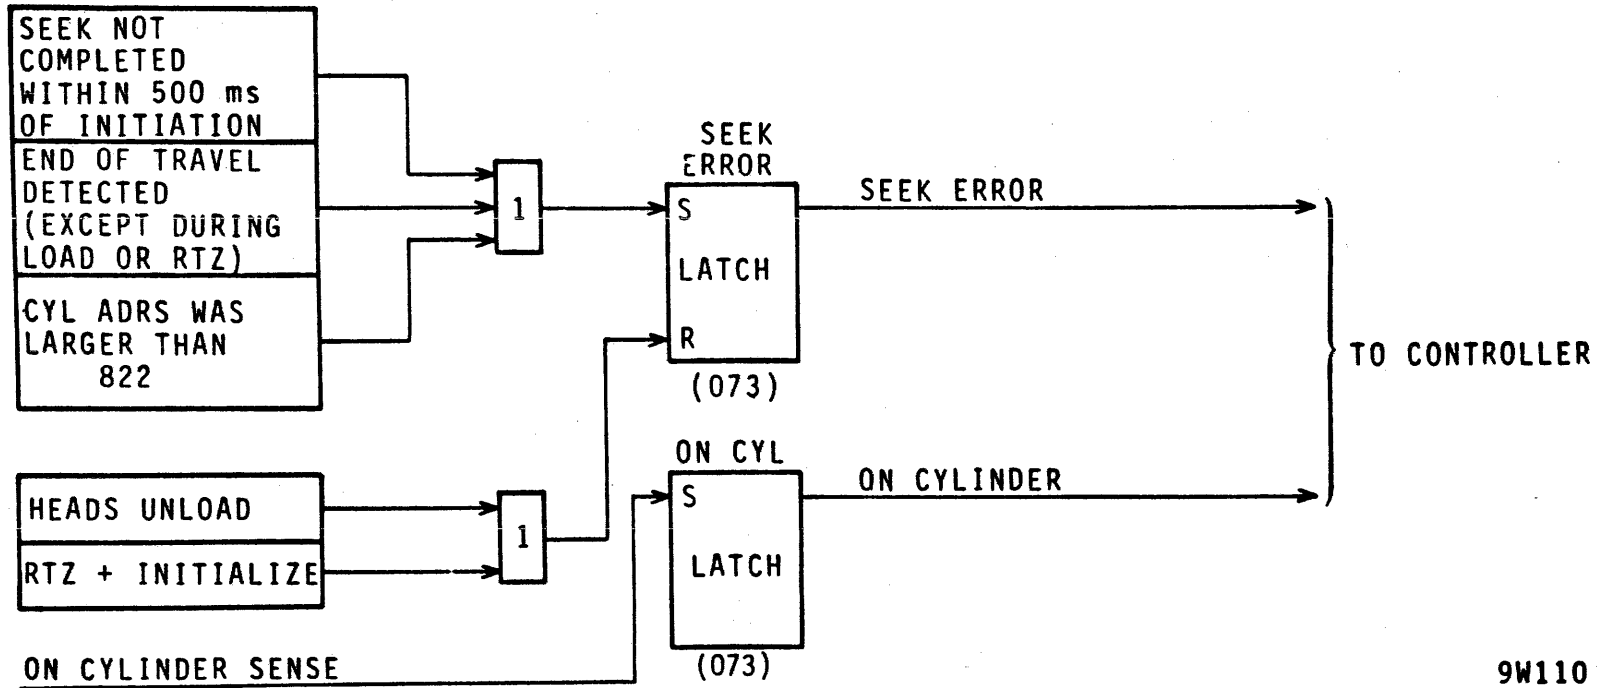 SEEK NOT
COMPLETED
WITHIN 500 ms
OF INITIATION
END OF TRAVEL
DETECTED
(EXCEPT DURING
LOAD OR RTZ)
CYL ADRS WAS
LARGER THAN
822
1
SEEK
ERROR
S
LATCH
R
(073)
SEEK ERROR
TO CONTROLLER
HEADS UNLOAD
RTZ + INITIALIZE
1
ON CYL
S
LATCH
(073)
ON CYLINDER
ON CYLINDER SENSE
9W110